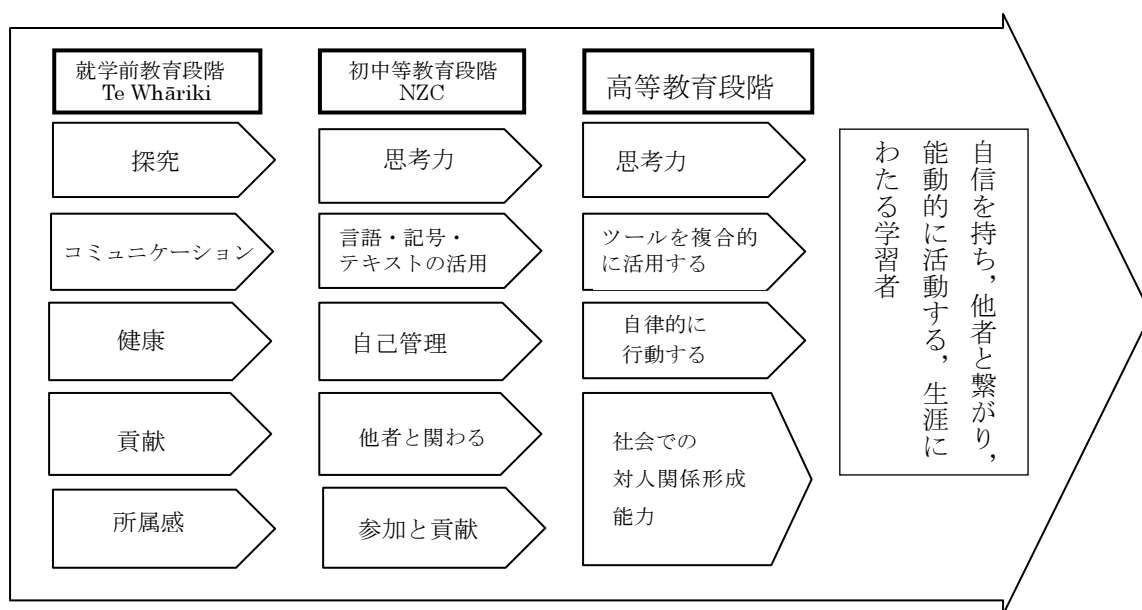 就学前教育段階
Te Whāriki
探究
コミュニケーション
健康
貢献
所属感
初中等教育段階
NZC
思考力
言語・記号・
テキストの活用
自己管理
他者と関わる
参加と貢献
高等教育段階
思考力
ツールを複合的
に活用する
自律的に
行動する
社会での
対人関係形成
能力
自信を持ち，他者と繋がり，
能動的に活動する，生涯に
わたる学習者